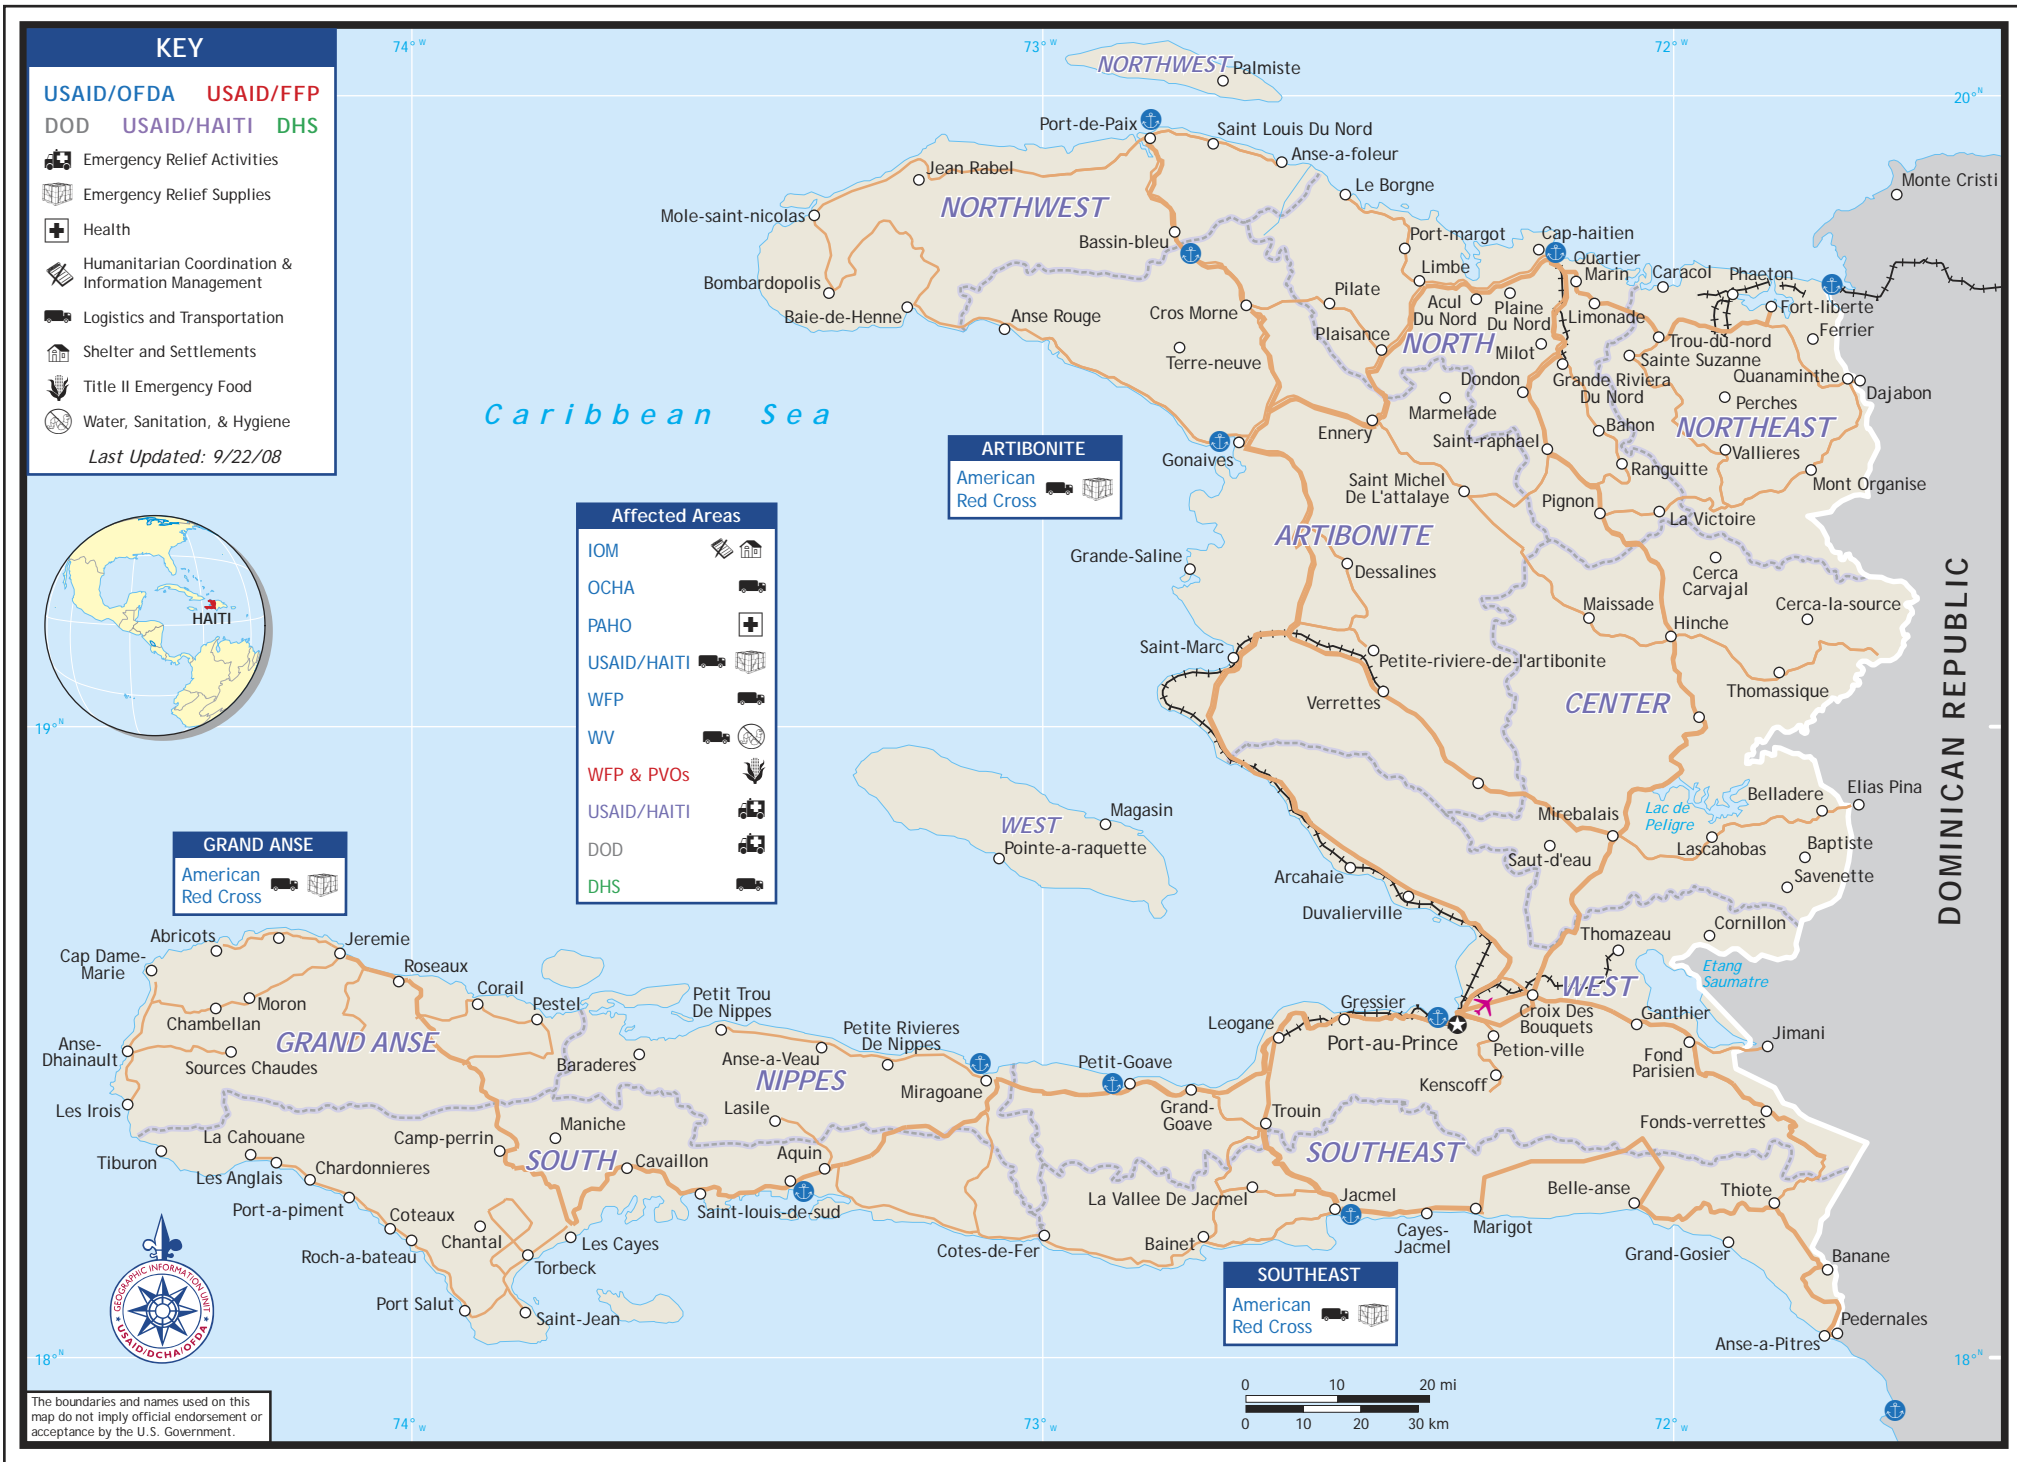 KEY
USAID/OFDA USAID/FFP
DOD USAID/HAITI DHS
Emergency Relief Activities
Emergency Relief Supplies
Health
Humanitarian Coordination &
Information Management
Logistics and Transportation
Shelter and Settlements
Title II Emergency Food
Water, Sanitation, & Hygiene
Last Updated: 9/22/08
74° W
73° W
72° W
20° N
19° N
18° N
18° N
74° W
73° W
72° W
HAITI
Caribbean Sea
DOMINICAN REPUBLIC
Affected Areas
IOM
OCHA
PAHO
USAID/HAITI
WFP
WV
WFP & PVOs
USAID/HAITI
DOD
DHS
ARTIBONITE
American
Red Cross
GRAND ANSE
American
Red Cross
SOUTHEAST
American
Red Cross
NORTHWEST
Palmiste
Port-de-Paix
Saint Louis Du Nord
Anse-a-foleur
Jean Rabel
Le Borgne
Monte Cristi
NORTHWEST
Mole-saint-nicolas
Bassin-bleu
Port-margot
Cap-haitien
Quartier
Marin
Limbe
Caracol
Phaeton
Bombardopolis
Baie-de-Henne
Anse Rouge
Cros Morne
Pilate
Acul
Du Nord
Plaine
Du Nord
Limonade
Fort-liberte
Ferrier
Plaisance
NORTH
Milot
Trou-du-nord
Sainte Suzanne
Terre-neuve
Dondon
Grande Riviera
Du Nord
Quanaminthe
Dajabon
Marmelade
Perches
Ennery
Bahon
NORTHEAST
Saint-raphael
Vallieres
Gonaives
Ranguitte
Mont Organise
Saint Michel
De L'attalaye
Pignon
La Victoire
ARTIBONITE
Grande-Saline
Dessalines
Cerca
Carvajal
Maissade
Cerca-la-source
Hinche
Saint-Marc
Petite-riviere-de-l'artibonite
Thomassique
Verrettes
CENTER
Lac de
Peligre
Belladere
Elias Pina
Mirebalais
Magasin
WEST
Pointe-a-raquette
Saut-d'eau
Lascahobas
Baptiste
Savenette
Arcahaie
Duvalierville
Cornillon
Thomazeau
Etang
Saumatre
WEST
Abricots
Jeremie
Cap Dame-
Marie
Roseaux
Corail
Pestel
Moron
Chambellan
GRAND ANSE
Petit Trou
De Nippes
Petite Rivieres
De Nippes
Gressier
Leogane
Croix Des
Bouquets
Ganthier
Jimani
Port-au-Prince
Petion-ville
Fond
Parisien
Kenscoff
Anse-
Dhainault
Sources Chaudes
Baraderes
Anse-a-Veau
NIPPES
Miragoane
Petit-Goave
Grand-
Goave
Trouin
Fonds-verrettes
Les Irois
Lasile
Maniche
La Cahouane
Camp-perrin
Tiburon
Les Anglais
Chardonnieres
SOUTH
Cavaillon
Aquin
SOUTHEAST
Port-a-piment
Saint-louis-de-sud
La Vallee De Jacmel
Jacmel
Belle-anse
Thiote
Coteaux
Chantal
Les Cayes
Cayes-
Jacmel
Marigot
Roch-a-bateau
Torbeck
Cotes-de-Fer
Bainet
Grand-Gosier
Banane
Port Salut
Saint-Jean
Pedernales
Anse-a-Pitres
GEOGRAPHIC INFORMATION UNIT
USAID/DCHA/OFDA
The boundaries and names used on this
map do not imply official endorsement or
acceptance by the U.S. Government.
0 10 20 mi
0 10 20 30 km